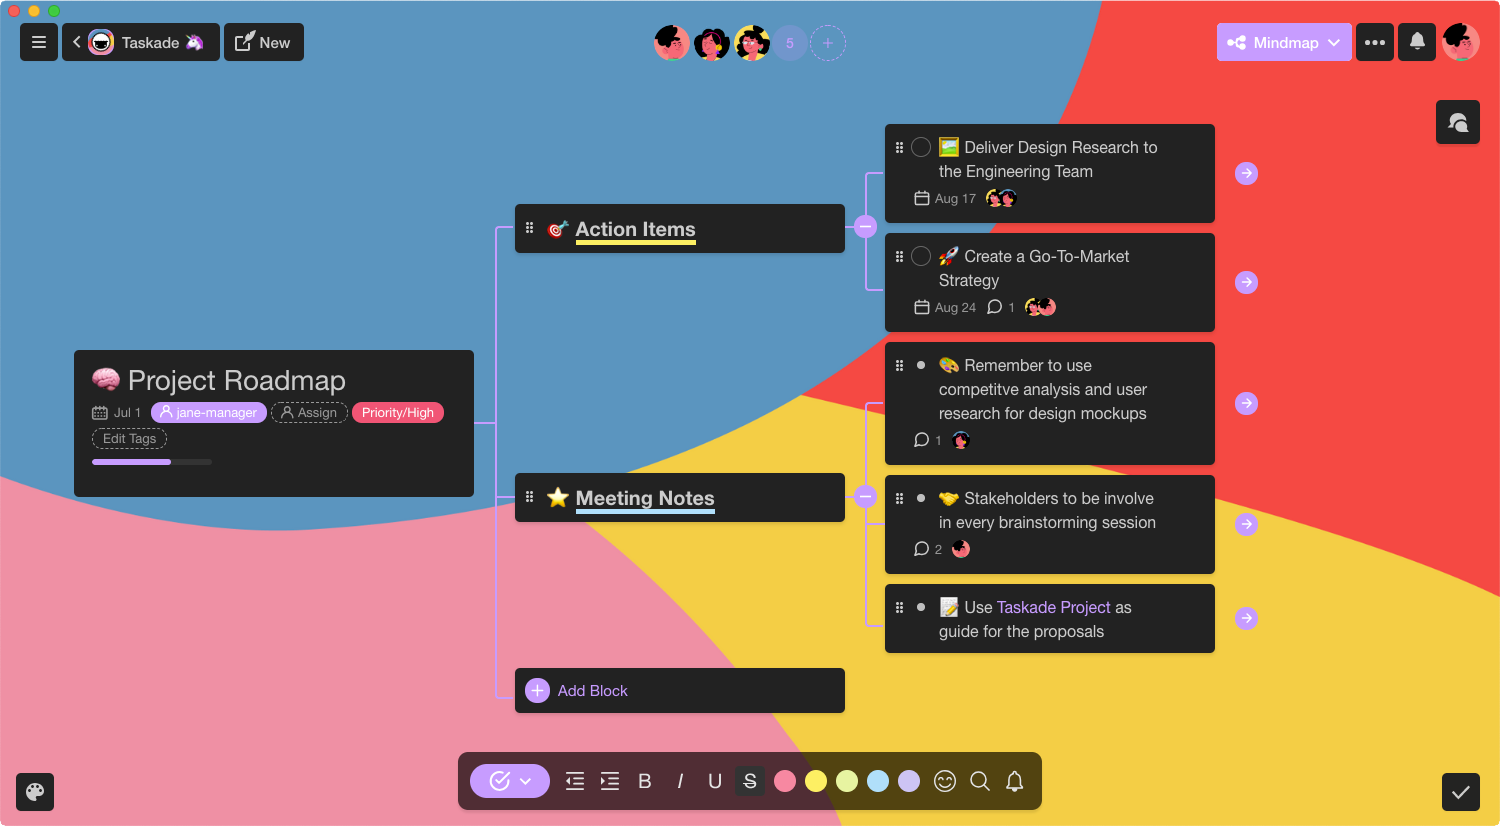 Taskade
New
5
Mindmap
Project Roadmap
Jul 1 jane-manager Assign Priority/High
Edit Tags
Action Items
Deliver Design Research to
the Engineering Team
Aug 17
Create a Go-To-Market
Strategy
Aug 24 1
Meeting Notes
Remember to use
competitve analysis and user
research for design mockups
1
Stakeholders to be involve
in every brainstorming session
2
Use Taskade Project as
guide for the proposals
Add Block
B I U S